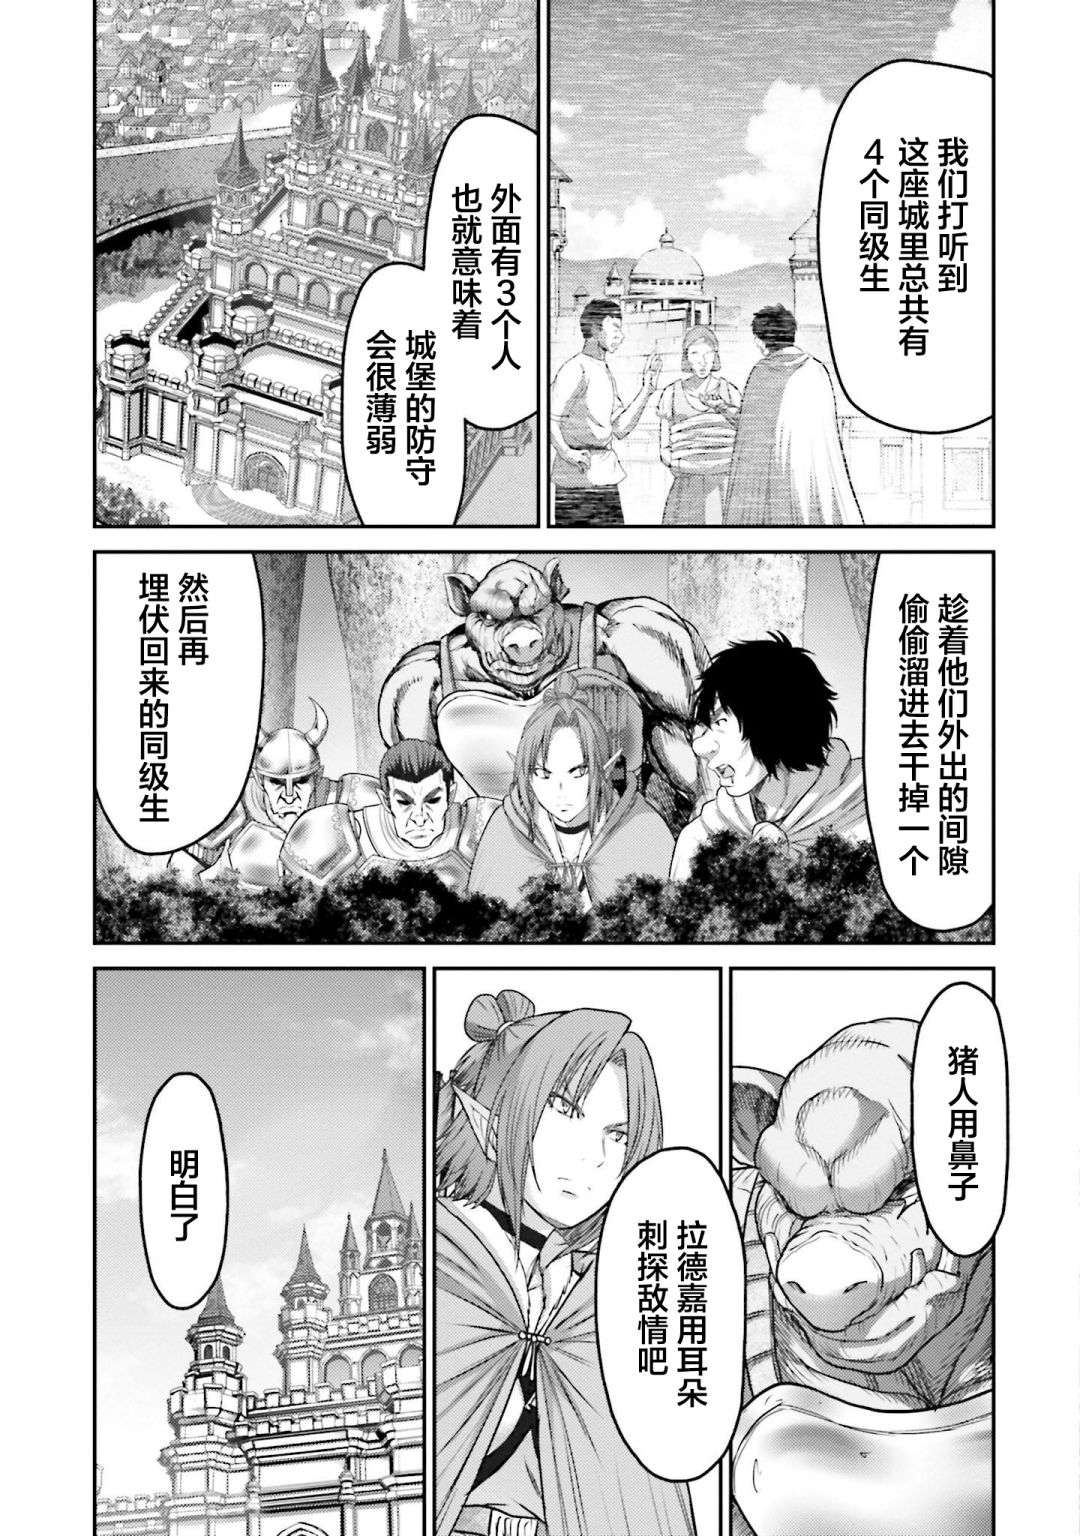 我们打听到
这座城里总共有
4个同级生
外面有3个人
也就意味着
城堡的防守
会很薄弱
趁着他们外出的间隙
偷偷溜进去干掉一个
然后再
埋伏回来的同级生
猪人用鼻子
拉德嘉用耳朵
刺探敌情吧
明白了